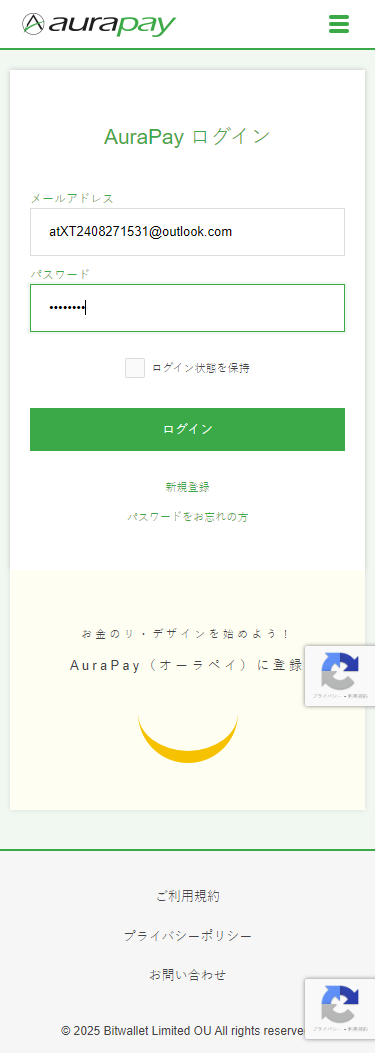 aurapay
AuraPay ログイン
メールアドレス
atXT2408271531@outlook.com
パスワード
••••••••
ログイン状態を保持
ログイン
新規登録
パスワードをお忘れの方
お金のリ・デザインを始めよう！
AuraPay（オーラペイ）に登録
プライバシー・利用規約
ご利用規約
プライバシーポリシー
お問い合わせ
© 2025 Bitwallet Limited OU All rights reserve
プライバシー・利用規約